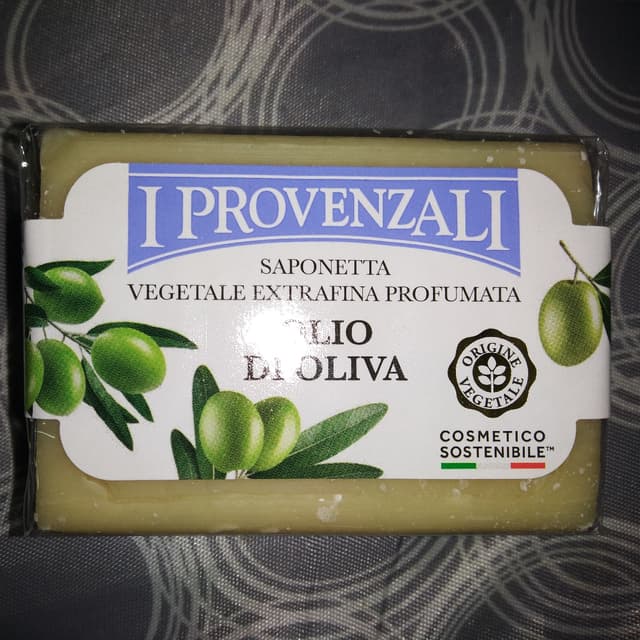 I PROVENZALI
SAPONETTA
VEGETALE EXTRAFINA PROFUMATA
OLIO
DI OLIVA
ORIGINE
VEGETALE
COSMETICO
SOSTENIBILE™